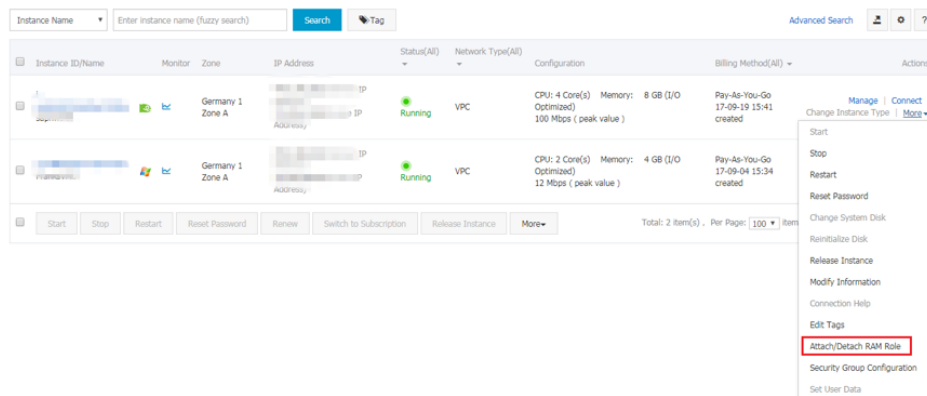 Instance Name
Enter instance name (fuzzy search)
Search
Tag
Advanced Search
?
Instance ID/Name
Monitor
Zone
IP Address
Status(All)
Network Type(All)
Configuration
Billing Method(All)
Actions
Germany 1
Zone A
IP
IP
Address)
Running
VPC
CPU: 4 Core(s) Memory: 8 GB (I/O
Optimized)
100 Mbps ( peak value )
Pay-As-You-Go
17-09-19 15:41
created
Manage | Connect
Change Instance Type | More
Germany 1
Zone A
IP
Address)
Running
VPC
CPU: 2 Core(s) Memory: 4 GB (I/O
Optimized)
12 Mbps ( peak value )
Pay-As-You-Go
17-09-04 15:34
created
Start
Stop
Restart
Reset Password
Renew
Switch to Subscription
Release Instance
More
Total: 2 item(s) , Per Page: 100 item
Start
Stop
Restart
Reset Password
Change System Disk
Reinitialize Disk
Release Instance
Modify Information
Connection Help
Edit Tags
Attach/Detach RAM Role
Security Group Configuration
Set User Data